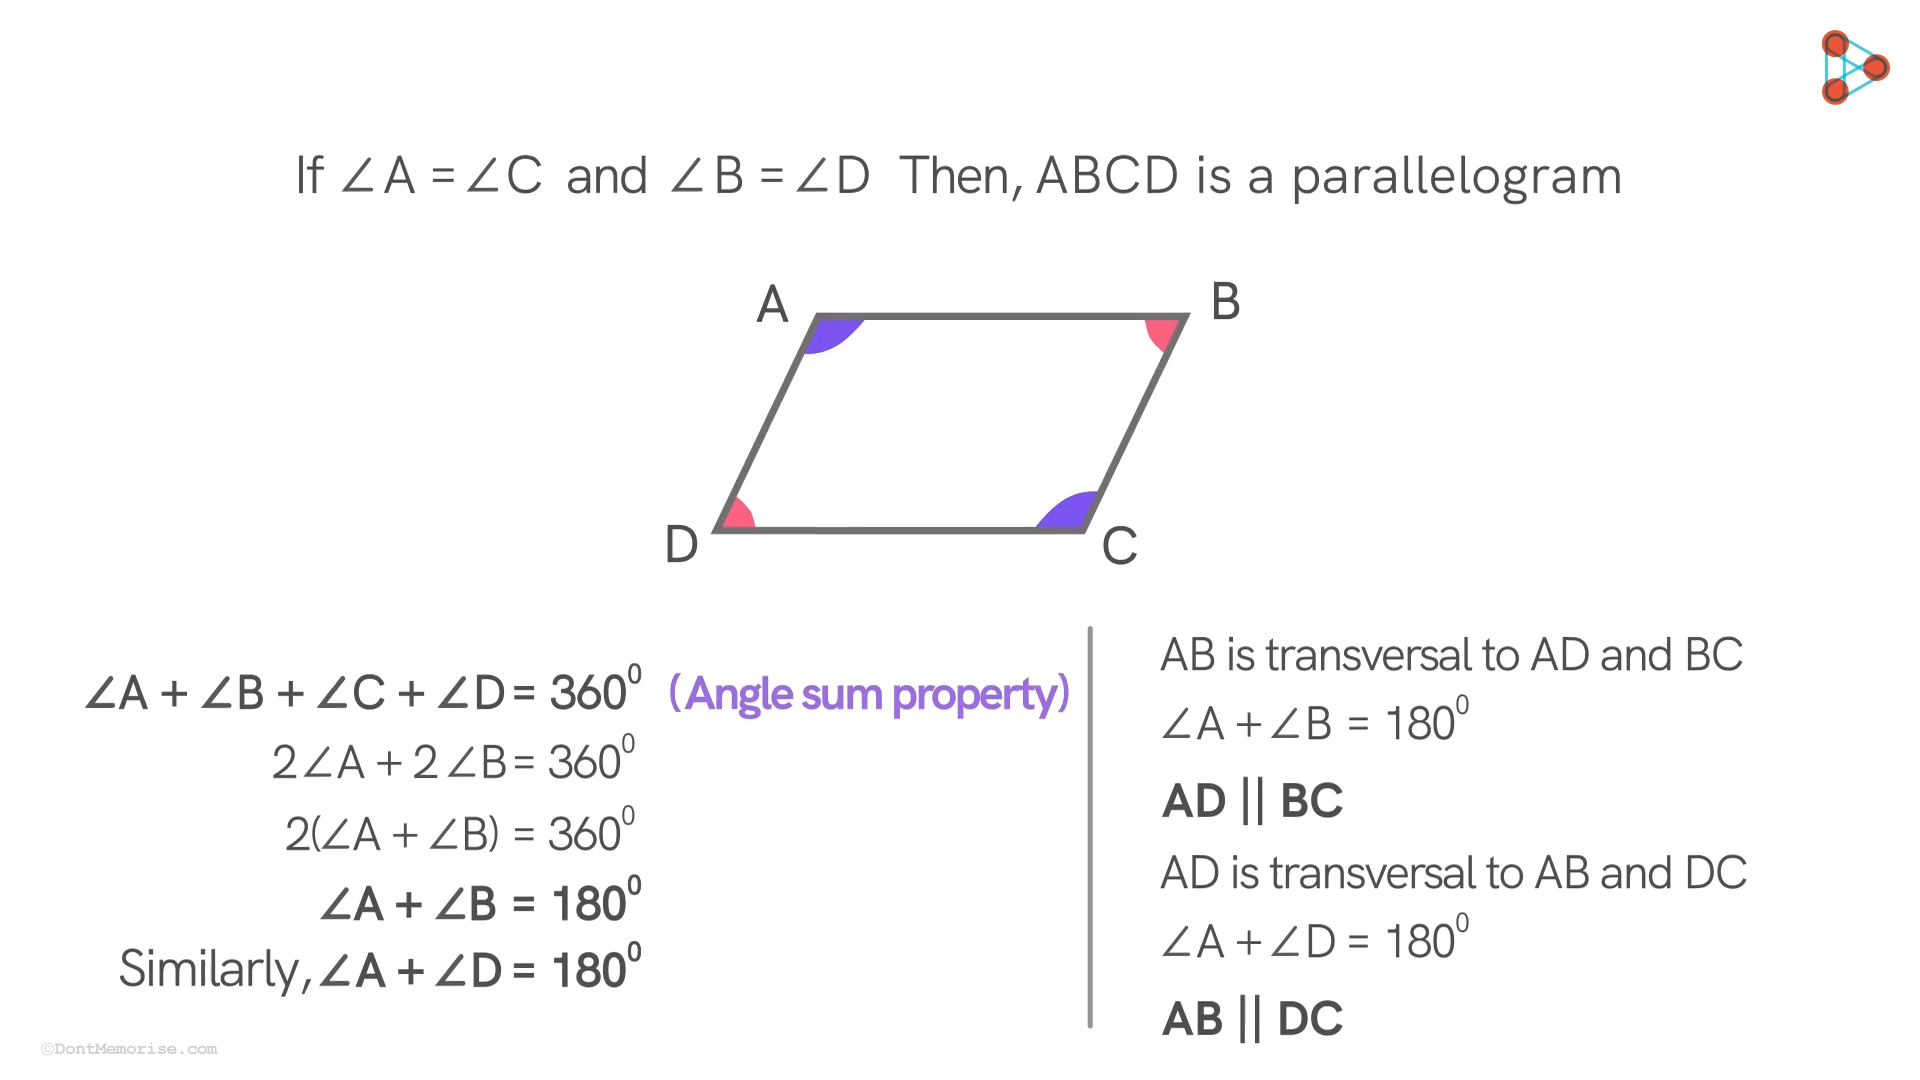 If ∠A = ∠C and ∠B = ∠D Then, ABCD is a parallelogram
A
B
D
C
∠A + ∠B + ∠C + ∠D = 360⁰ (Angle sum property)
2∠A + 2∠B = 360⁰
2(∠A + ∠B) = 360⁰
∠A + ∠B = 180⁰
Similarly, ∠A + ∠D = 180⁰
AB is transversal to AD and BC
∠A + ∠B = 180⁰
AD || BC
AD is transversal to AB and DC
∠A + ∠D = 180⁰
AB || DC
©DontMemorise.com